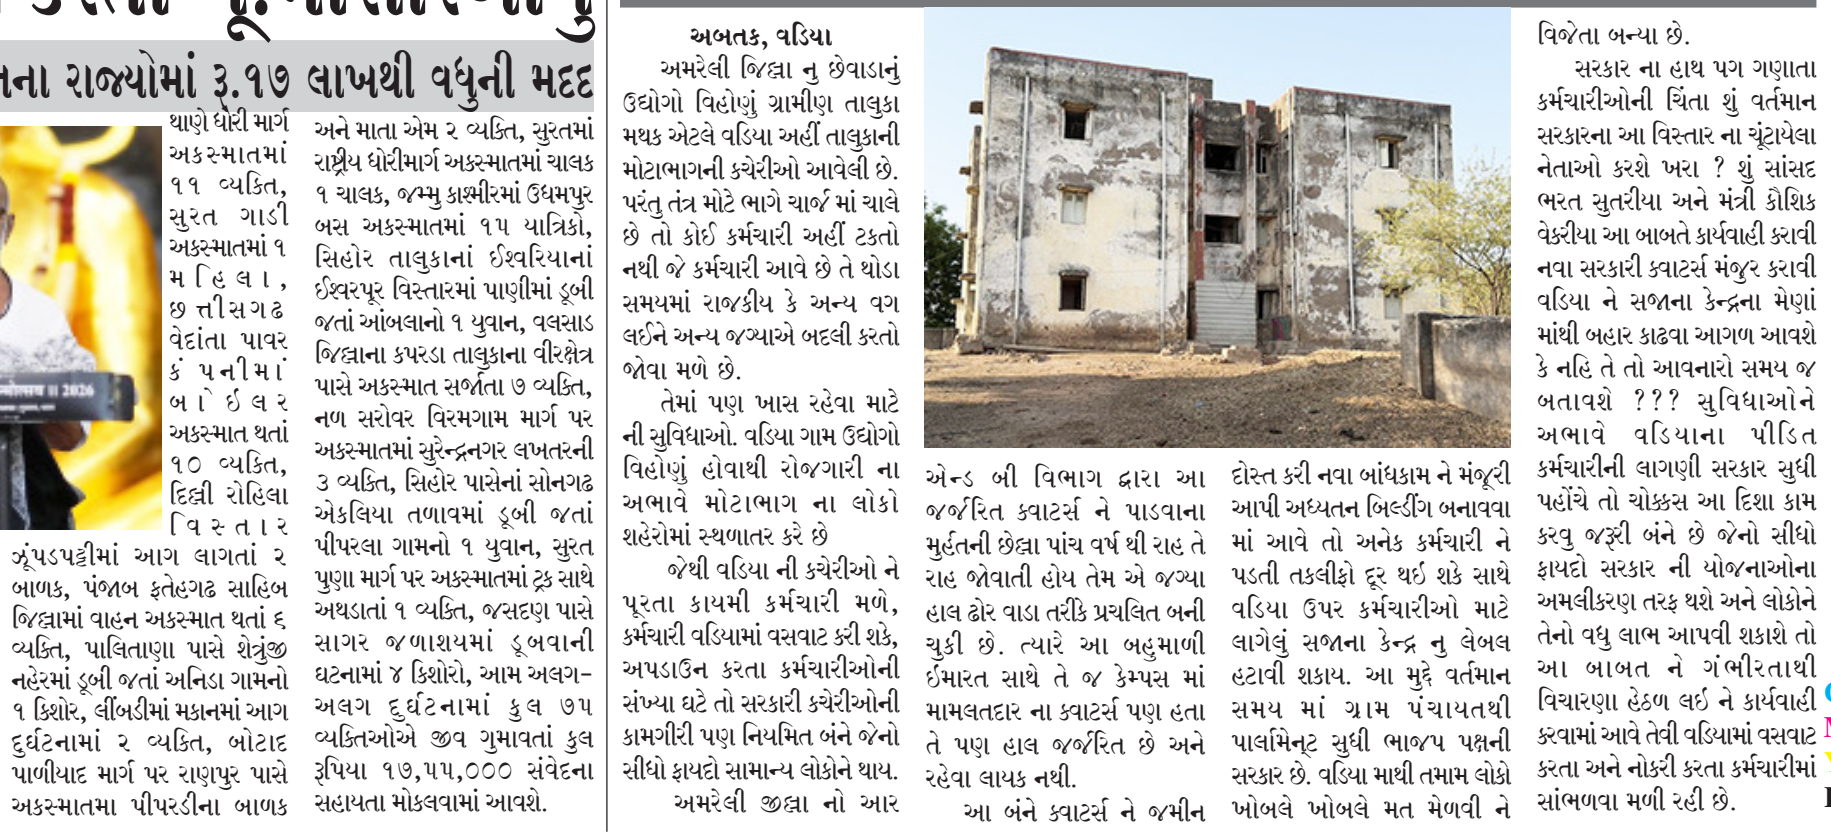 ના રાજ્યોમાં રૂ.૧૭ લાખથી વધુની મદદ
થાણે ધોરી માર્ગ
અકસ્માતમાં
૧૧ વ્યકિત,
સુરત ગાડી
અકસ્માતમાં ૧
મહિલા,
છત્તીસગઢ
વેદાંતા પાવર
કંપનીમાં
બોઈલર
અકસ્માત થતાં
૧૦ વ્યકિત,
દિલ્લી રોહિલા
વિસ્તાર
ઝૂંપડપટ્ટીમાં આગ લાગતાં ૨
બાળક, પંજાબ ફતેહગઢ સાહિબ
જિલ્લામાં વાહન અકસ્માત થતાં ૬
વ્યક્તિ, પાલિતાણા પાસે શેત્રુંજી
નહેરમાં ડૂબી જતાં અનિડા ગામનો
૧ કિશોર, લીંબડીમાં મકાનમાં આગ
દુર્ઘટનામાં ૨ વ્યક્તિ, બોટાદ
પાળીયાદ માર્ગ પર રાણપુર પાસે
અકસ્માતમા પીપરડીના બાળક
અને માતા એમ ૨ વ્યક્તિ, સુરતમાં
રાષ્ટ્રીય ધોરીમાર્ગ અકસ્માતમાં ચાલક
૧ ચાલક, જમ્મુ કાશ્મીરમાં ઉધમપુર
બસ અકસ્માતમાં ૧૫ યાત્રિકો,
સિહોર તાલુકાનાં ઈશ્વરિયાનાં
ઈશ્વરપૂર વિસ્તારમાં પાણીમાં ડૂબી
જતાં આંબલાનો ૧ યુવાન, વલસાડ
જિલ્લાના કપરડા તાલુકાના વીરક્ષેત્ર
પાસે અકસ્માત સર્જાતા ૭ વ્યક્તિ,
નળ સરોવર વિરમગામ માર્ગ પર
અકસ્માતમાં સુરેન્દ્રનગર લખતરની
૩ વ્યક્તિ, સિહોર પાસેનાં સોનગઢ
એકલિયા તળાવમાં ડૂબી જતાં
પીપરલા ગામનો ૧ યુવાન, સુરત
પુણા માર્ગ પર અકસ્માતમાં ટ્રક સાથે
અથડાતાં ૧ વ્યક્તિ, જસદણ પાસે
સાગર જળાશયમાં ડૂબવાની
ઘટનામાં ૪ કિશોરો, આમ અલગ-
અલગ દુર્ઘટનામાં કુલ ૭૫
વ્યક્તિઓએ જીવ ગુમાવતાં કુલ
રૂપિયા ૧૭,૫૫,૦૦૦ સંવેદના
સહાયતા મોકલવામાં આવશે.
॥ 2026
અબતક, વડિયા
અમરેલી જિલ્લા નુ છેવાડાનું
ઉદ્યોગો વિહોણું ગ્રામીણ તાલુકા
મથક એટલે વડિયા અહીં તાલુકાની
મોટાભાગની કચેરીઓ આવેલી છે.
પરંતુ તંત્ર મોટે ભાગે ચાર્જ માં ચાલે
છે તો કોઈ કર્મચારી અહીં ટકતો
નથી જે કર્મચારી આવે છે તે થોડા
સમયમાં રાજકીય કે અન્ય વગ
લઈને અન્ય જગ્યાએ બદલી કરતો
જોવા મળે છે.
તેમાં પણ ખાસ રહેવા માટે
ની સુવિધાઓ. વડિયા ગામ ઉદ્યોગો
વિહોણું હોવાથી રોજગારી ના
અભાવે મોટાભાગ ના લોકો
શહેરોમાં સ્થળાતર કરે છે
જેથી વડિયા ની કચેરીઓ ને
પૂરતા કાયમી કર્મચારી મળે,
કર્મચારી વડિયામાં વસવાટ કરી શકે,
અપડાઉન કરતા કર્મચારીઓની
સંખ્યા ઘટે તો સરકારી કચેરીઓની
કામગીરી પણ નિયમિત બંને જેનો
સીધો ફાયદો સામાન્ય લોકોને થાય.
અમરેલી જીલ્લા નો આર
એન્ડ બી વિભાગ દ્વારા આ
જર્જરિત ક્વાટર્સ ને પાડવાના
મુર્હતની છેલ્લા પાંચ વર્ષ થી રાહ તે
રાહ જોવાતી હોય તેમ એ જગ્યા
હાલ ઢોર વાડા તરીકે પ્રચલિત બની
ચુકી છે. ત્યારે આ બહુમાળી
ઈમારત સાથે તે જ કેમ્પસ માં
મામલતદાર ના ક્વાટર્સ પણ હતા
તે પણ હાલ જર્જરિત છે અને
રહેવા લાયક નથી.
આ બંને ક્વાટર્સ ને જમીન
દોસ્ત કરી નવા બાંધકામ ને મંજૂરી
આપી અધ્યતન બિલ્ડીંગ બનાવવા
માં આવે તો અનેક કર્મચારી ને
પડતી તકલીફો દૂર થઇ શકે સાથે
વડિયા ઉપર કર્મચારીઓ માટે
લાગેલું સજાના કેન્દ્ર નુ લેબલ
હટાવી શકાય. આ મુદ્દે વર્તમાન
સમય માં ગ્રામ પંચાયતથી
પાર્લામેન્ટ સુધી ભાજપ પક્ષની
સરકાર છે. વડિયા માથી તમામ લોકો
ખોબલે ખોબલે મત મેળવી ને
વિજેતા બન્યા છે.
સરકાર ના હાથ પગ ગણાતા
કર્મચારીઓની ચિંતા શું વર્તમાન
સરકારના આ વિસ્તાર ના ચૂંટાયેલા
નેતાઓ કરશે ખરા ? શું સાંસદ
ભરત સુતરીયા અને મંત્રી કૌશિક
વેકરીયા આ બાબતે કાર્યવાહી કરાવી
નવા સરકારી ક્વાટર્સ મંજુર કરાવી
વડિયા ને સજાના કેન્દ્રના મેણાં
માંથી બહાર કાઢવા આગળ આવશે
કે નહિ તે તો આવનારો સમય જ
બતાવશે ??? સુવિધાઓને
અભાવે વડિયાના પીડિત
કર્મચારીની લાગણી સરકાર સુધી
પહોંચે તો ચોક્કસ આ દિશા કામ
કરવુ જરૂરી બંને છે જેનો સીધો
ફાયદો સરકાર ની યોજનાઓના
અમલીકરણ તરફ થશે અને લોકોને
તેનો વધુ લાભ આપવી શકાશે તો
આ બાબત ને ગંભીરતાથી
વિચારણા હેઠળ લઇ ને કાર્યવાહી
કરવામાં આવે તેવી વડિયામાં વસવાટ
કરતા અને નોકરી કરતા કર્મચારીમાં
સાંભળવા મળી રહી છે.